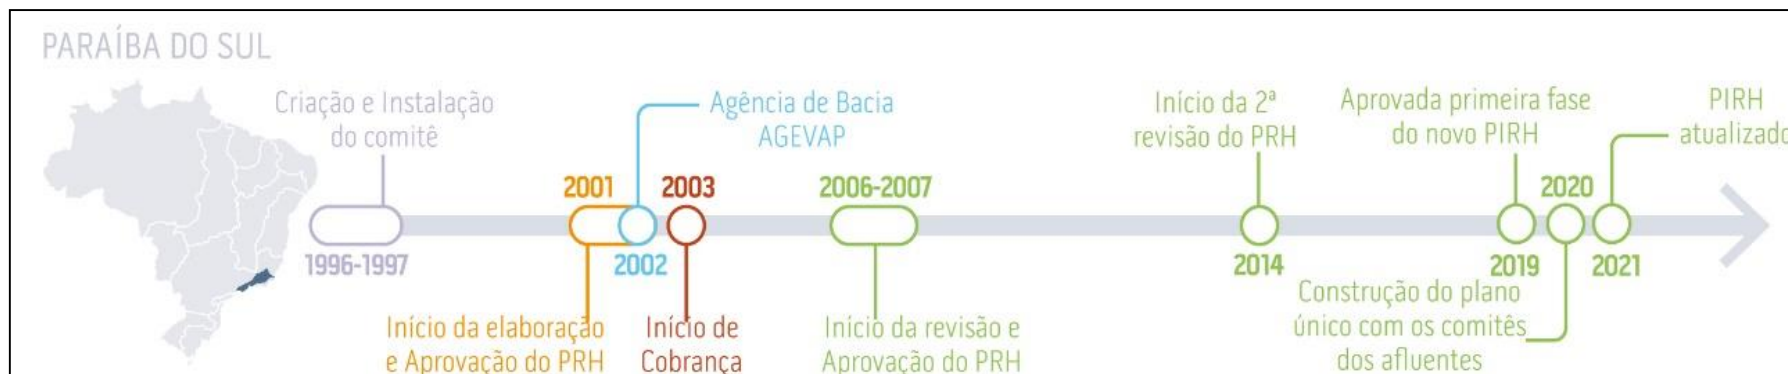 PARAÍBA DO SUL
Criação e Instalação
do comitê
1996-1997
2001
Início da elaboração
e Aprovação do PRH
Agência de Bacia
AGEVAP
2002
2003
Início de
Cobrança
2006-2007
Início da revisão e
Aprovação do PRH
Início da 2ª
revisão do PRH
2014
Aprovada primeira fase
do novo PIRH
2019
2020
Construção do plano
único com os comitês
dos afluentes
PIRH
atualizado
2021